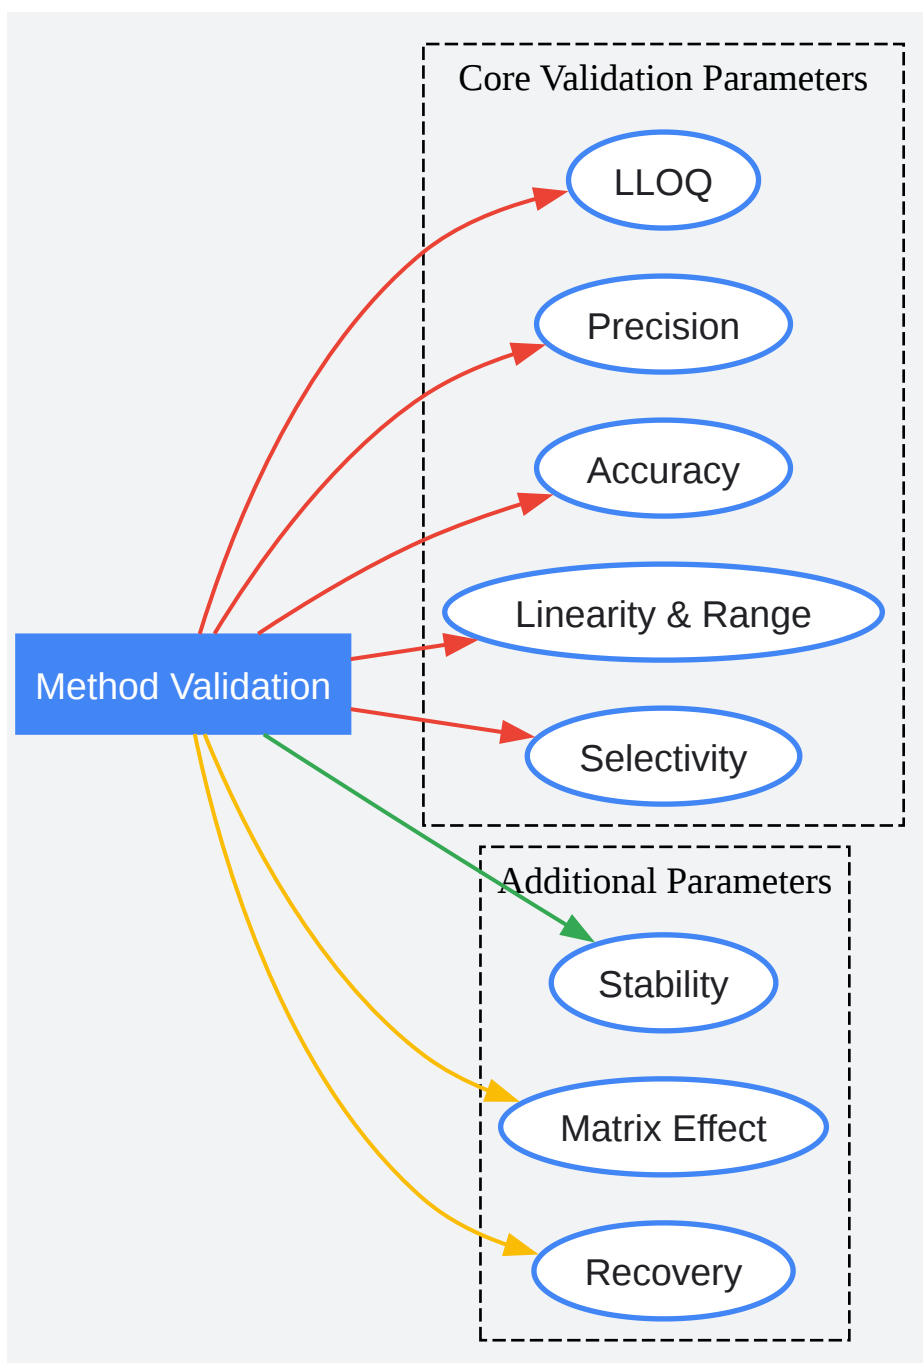 Core Validation Parameters
LLOQ
Precision
Accuracy
Linearity & Range
Method Validation
Selectivity
Additional Parameters
Stability
Matrix Effect
Recovery